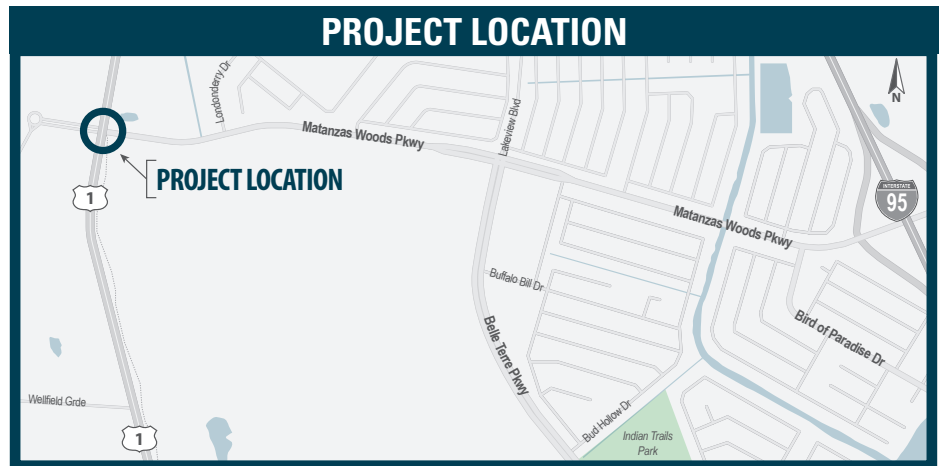 PROJECT LOCATION
Londonderry Dr
Lakeview Blvd
N
Matanzas Woods Pkwy
PROJECT LOCATION
1
INTERSTATE
95
Matanzas Woods Pkwy
Buffalo Bill Dr
Belle Terre Pkwy
Bird of Paradise Dr
Wellfield Grde
Bud Hollow Dr
1
Indian Trails
Park